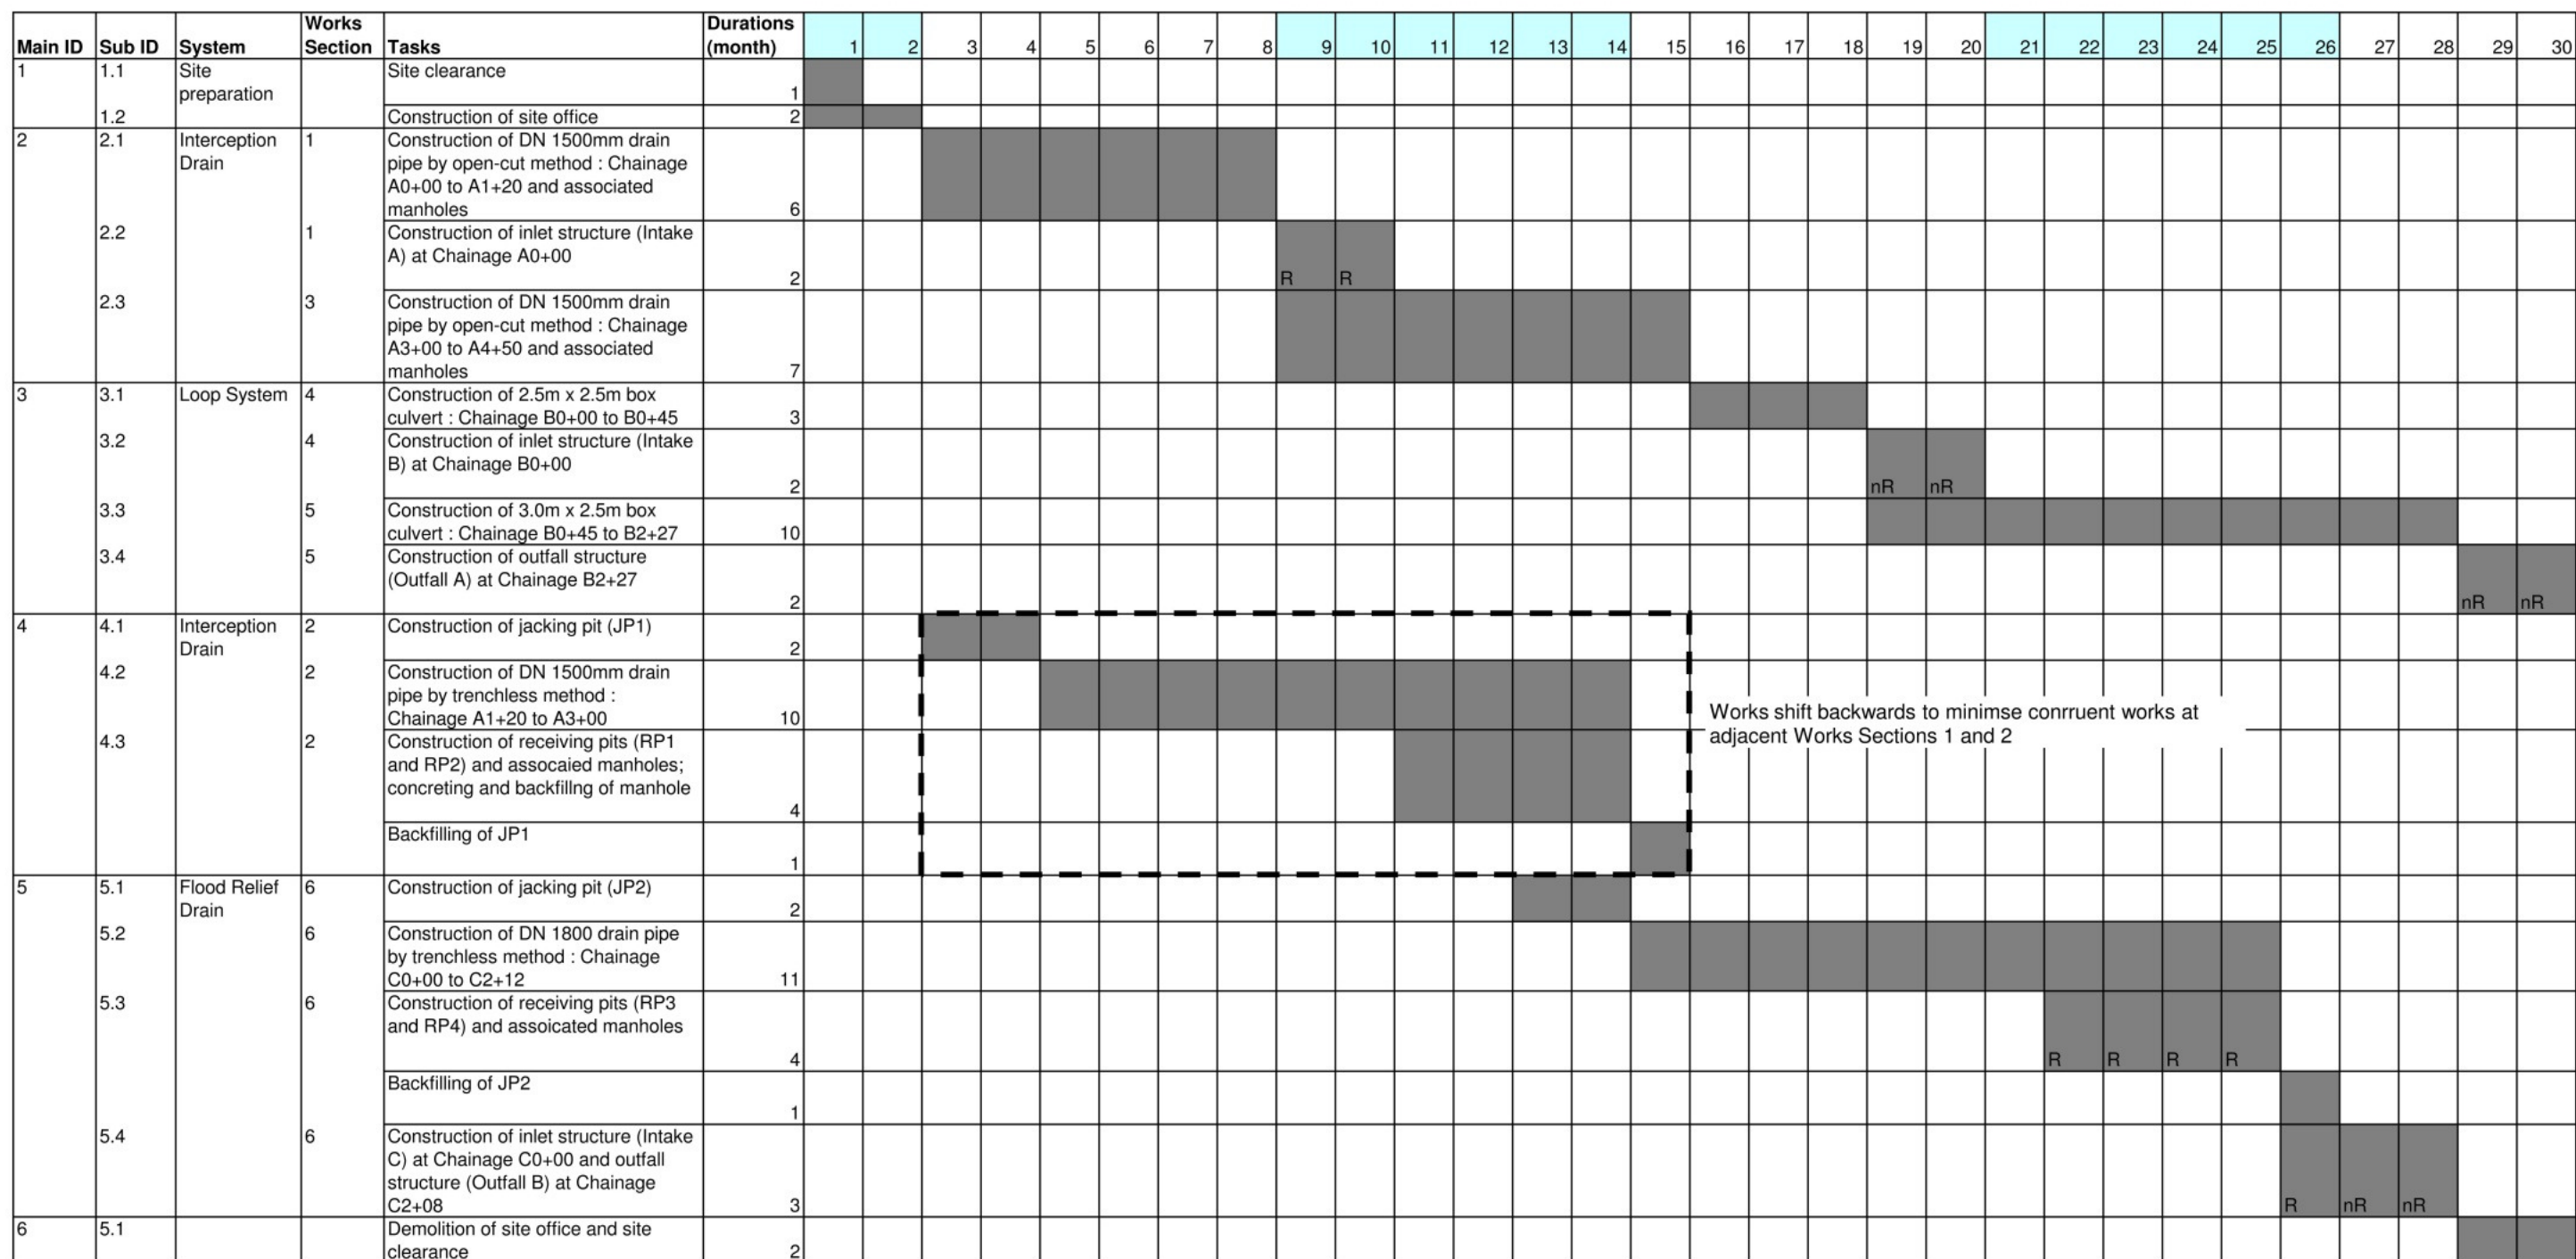 Main ID Sub ID System Works Section Tasks Durations (month) 1 2 3 4 5 6 7 8 9 10 11 12 13 14 15 16 17 18 19 20 21 22 23 24 25 26 27 28 29 30
1 1.1 Site Site clearance
preparation 1
1.2 Construction of site office 2
2 2.1 Interception 1 Construction of DN 1500mm drain
Drain pipe by open-cut method : Chainage
A0+00 to A1+20 and associated
manholes 6
2.2 1 Construction of inlet structure (Intake
A) at Chainage A0+00
2 R R
2.3 3 Construction of DN 1500mm drain
pipe by open-cut method : Chainage
A3+00 to A4+50 and associated
manholes 7
3 3.1 Loop System 4 Construction of 2.5m x 2.5m box
culvert : Chainage B0+00 to B0+45 3
3.2 4 Construction of inlet structure (Intake
B) at Chainage B0+00
2 nR nR
3.3 5 Construction of 3.0m x 2.5m box
culvert : Chainage B0+45 to B2+27 10
3.4 5 Construction of outfall structure
(Outfall A) at Chainage B2+27
2 nR nR
4 4.1 Interception 2 Construction of jacking pit (JP1)
Drain 2
4.2 2 Construction of DN 1500mm drain
pipe by trenchless method :
Chainage A1+20 to A3+00 10
Works shift backwards to minimse conrruent works at
adjacent Works Sections 1 and 2
4.3 2 Construction of receiving pits (RP1
and RP2) and assocaied manholes;
concreting and backfillng of manhole
4
Backfilling of JP1
1
5 5.1 Flood Relief 6 Construction of jacking pit (JP2)
Drain 2
5.2 6 Construction of DN 1800 drain pipe
by trenchless method : Chainage
C0+00 to C2+12 11
5.3 6 Construction of receiving pits (RP3
and RP4) and assoicated manholes
4 R R R R
Backfilling of JP2
1
5.4 6 Construction of inlet structure (Intake
C) at Chainage C0+00 and outfall
structure (Outfall B) at Chainage
C2+08 3 R nR nR
6 5.1 Demolition of site office and site
clearance 2